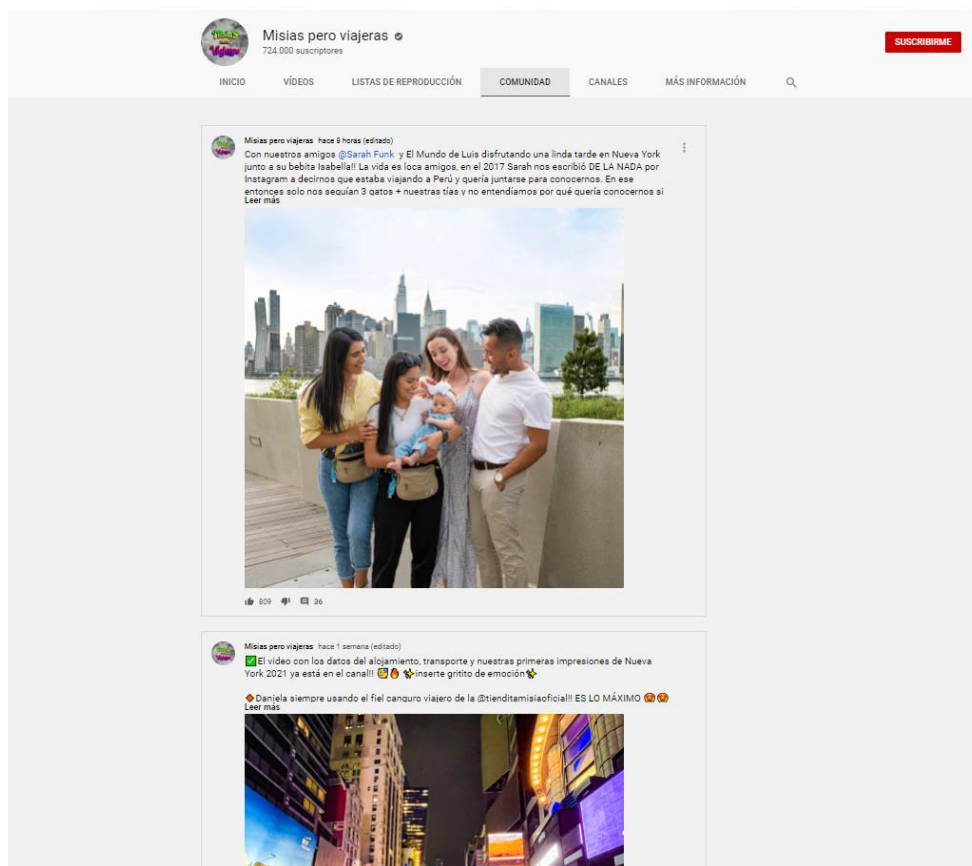 Misias pero viajeras
724.000 suscriptores
SUSCRIBIRME
INICIO VÍDEOS LISTAS DE REPRODUCCIÓN COMUNIDAD CANALES MÁS INFORMACIÓN
Misias pero viajeras hace 8 horas (editado)
Con nuestros amigos @Sarah Funk y El Mundo de Luis disfrutando una linda tarde en Nueva York
junto a su bebita Isabella!! La vida es loca amigos, en el 2017 Sarah nos escribió DE LA NADA por
Instagram a decirnos que estaba viajando a Perú y quería juntarse para conocernos. En ese
entonces solo nos seguían 3 gatos + nuestras tías y no entendíamos por qué quería conocernos si
Leer más
809 36
Misias pero viajeras hace 1 semana (editado)
✅El video con los datos del alojamiento, transporte y nuestras primeras impresiones de Nueva
York 2021 ya está en el canal!! 🥳🔥 ✨inserte gritito de emoción✨
🔶Daniela siempre usando el fiel canguro viajero de la @tienditamisiaoficial!! ES LO MÁXIMO 🥵🥵
Leer más